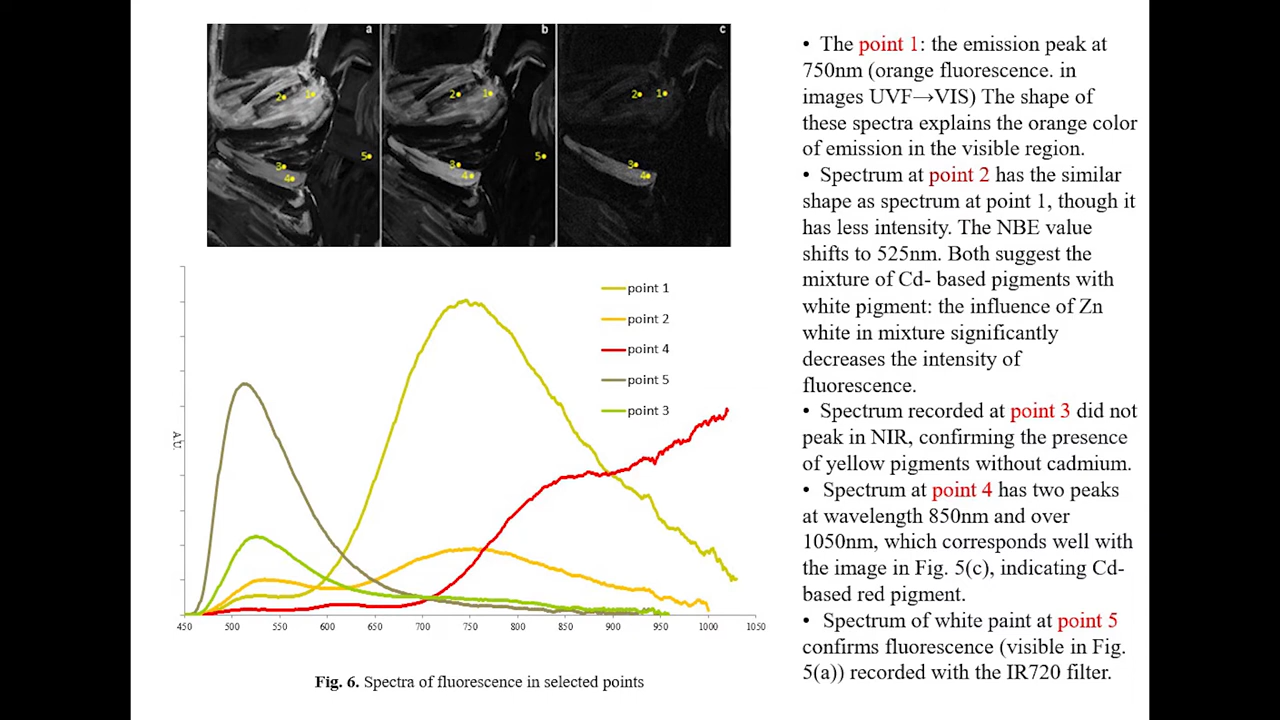 a
b
c
2
1
2
1
2
1
5
5
3
3
3
4
4
4
point 1
point 2
point 4
point 5
point 3
A.U.
450 500 550 600 650 700 750 800 850 900 950 1000 1050
Fig. 6. Spectra of fluorescence in selected points
• The point 1: the emission peak at
750nm (orange fluorescence. in
images UVF→VIS) The shape of
these spectra explains the orange color
of emission in the visible region.
• Spectrum at point 2 has the similar
shape as spectrum at point 1, though it
has less intensity. The NBE value
shifts to 525nm. Both suggest the
mixture of Cd- based pigments with
white pigment: the influence of Zn
white in mixture significantly
decreases the intensity of
fluorescence.
• Spectrum recorded at point 3 did not
peak in NIR, confirming the presence
of yellow pigments without cadmium.
• Spectrum at point 4 has two peaks
at wavelength 850nm and over
1050nm, which corresponds well with
the image in Fig. 5(c), indicating Cd-
based red pigment.
• Spectrum of white paint at point 5
confirms fluorescence (visible in Fig.
5(a)) recorded with the IR720 filter.